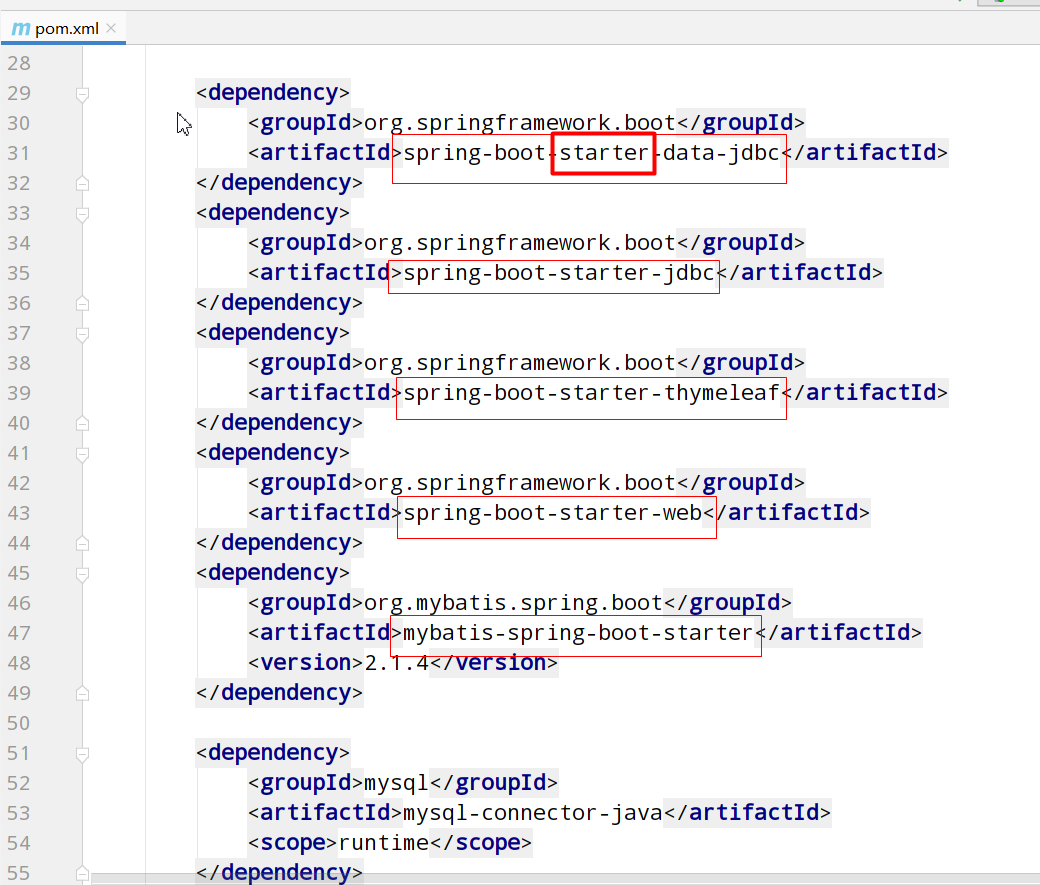 m pom.xml ×
28
29 <dependency>
30 <groupId>org.springframework.boot</groupId>
31 <artifactId>spring-boot-starter-data-jdbc</artifactId>
32 </dependency>
33 <dependency>
34 <groupId>org.springframework.boot</groupId>
35 <artifactId>spring-boot-starter-jdbc</artifactId>
36 </dependency>
37 <dependency>
38 <groupId>org.springframework.boot</groupId>
39 <artifactId>spring-boot-starter-thymeleaf</artifactId>
40 </dependency>
41 <dependency>
42 <groupId>org.springframework.boot</groupId>
43 <artifactId>spring-boot-starter-web</artifactId>
44 </dependency>
45 <dependency>
46 <groupId>org.mybatis.spring.boot</groupId>
47 <artifactId>mybatis-spring-boot-starter</artifactId>
48 <version>2.1.4</version>
49 </dependency>
50
51 <dependency>
52 <groupId>mysql</groupId>
53 <artifactId>mysql-connector-java</artifactId>
54 <scope>runtime</scope>
55 </dependency>